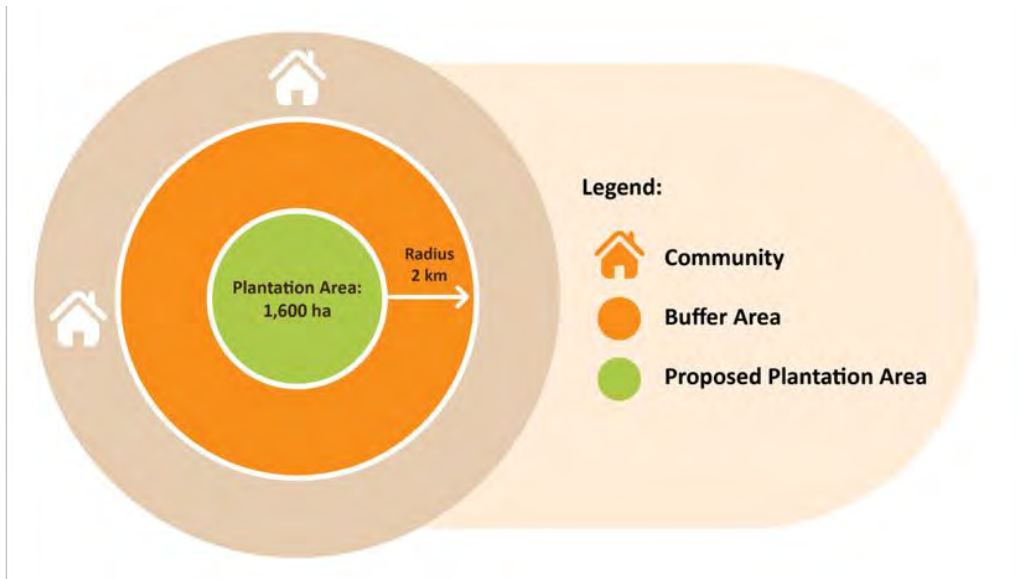 Radius
2 km
Plantation Area:
1,600 ha
Legend:
Community
Buffer Area
Proposed Plantation Area